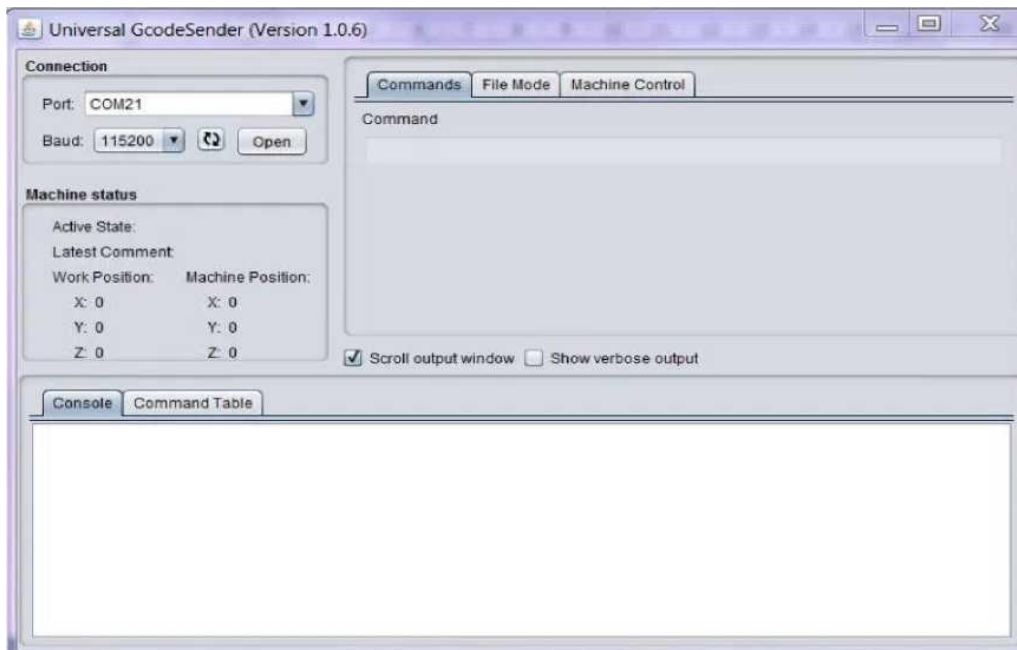 Universal GcodeSender (Version 1.0.6)
Connection
Port: COM21
Baud: 115200 Open
Machine status
Active State:
Latest Comment:
Work Position: Machine Position:
X: 0 X: 0
Y: 0 Y: 0
Z: 0 Z: 0
Commands File Mode Machine Control
Command
Scroll output window Show verbose output
Console Command Table